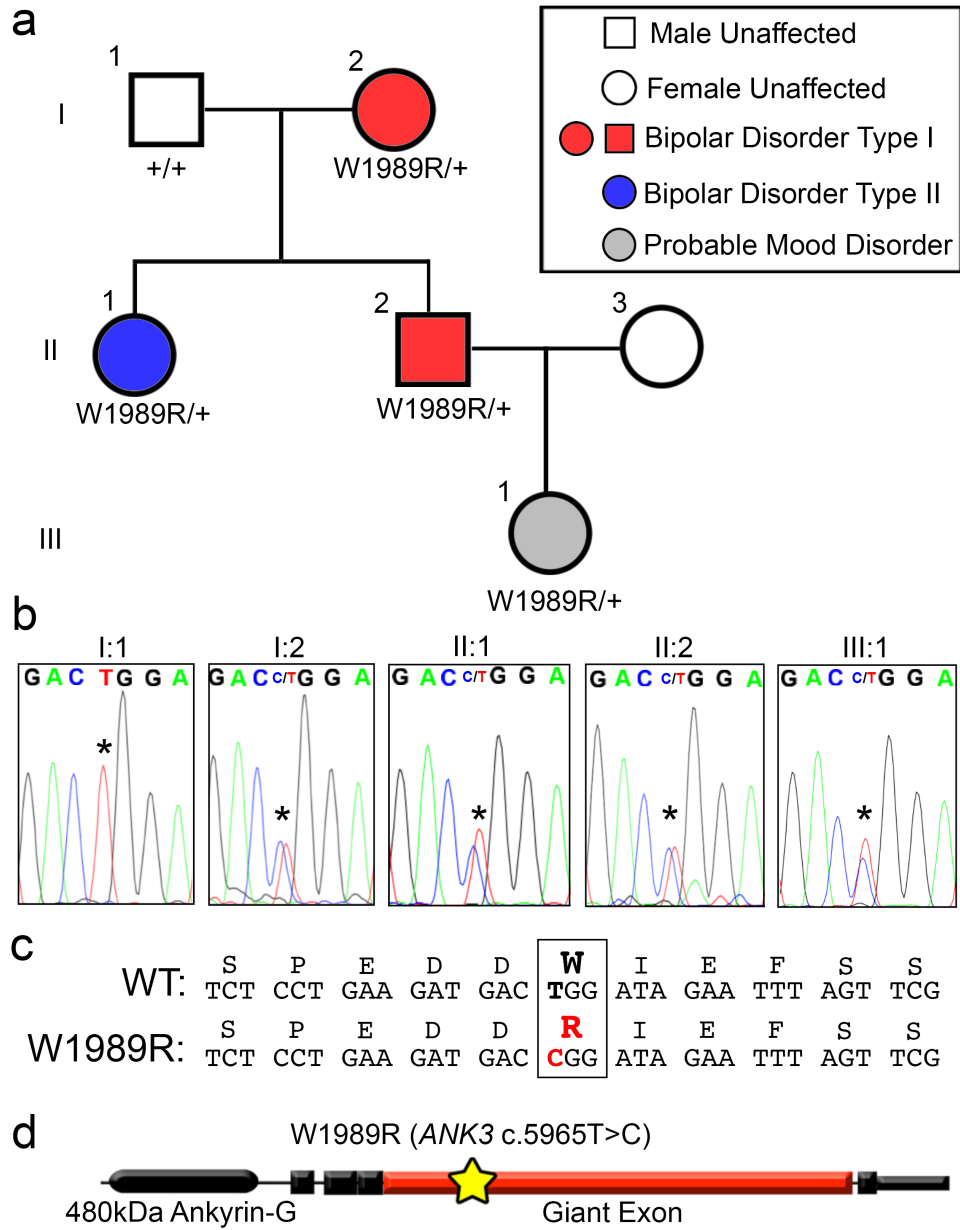 a
1
2
I
+/+
W1989R/+
Male Unaffected
Female Unaffected
Bipolar Disorder Type I
Bipolar Disorder Type II
Probable Mood Disorder
1
2
3
II
W1989R/+
W1989R/+
1
III
W1989R/+
b
I:1 I:2 II:1 II:2 III:1
G A C T G G A G A C C/T G G A G A C C/T G G A G A C C/T G G A G A C C/T G G A
* * * * *
c
S P E D D W I E F S S
WT: TCT CCT GAA GAT GAC TGG ATA GAA TTT AGT TCG
S P E D D R I E F S S
W1989R: TCT CCT GAA GAT GAC CGG ATA GAA TTT AGT TCG
d
W1989R (ANK3 c.5965T>C)
480kDa Ankyrin-G Giant Exon